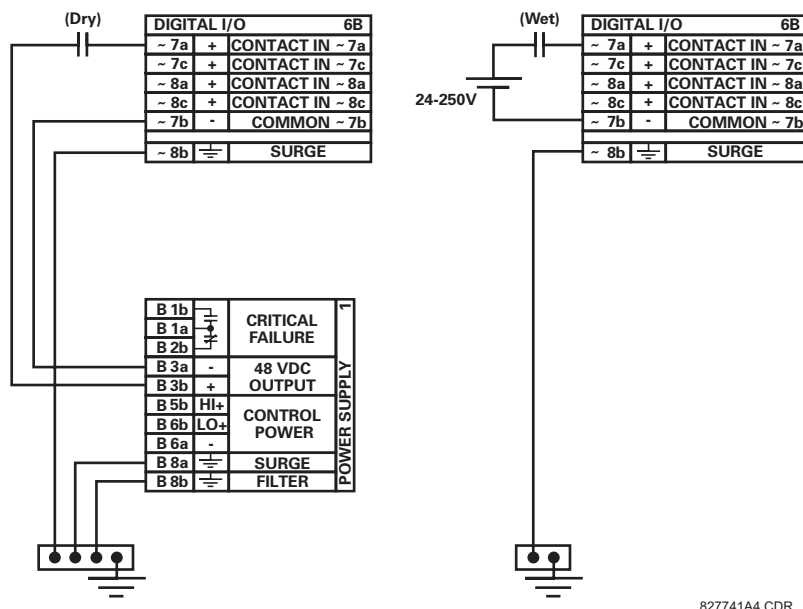 (Dry)
DIGITAL I/O 6B
~ 7a + CONTACT IN ~ 7a
~ 7c + CONTACT IN ~ 7c
~ 8a + CONTACT IN ~ 8a
~ 8c + CONTACT IN ~ 8c
~ 7b - COMMON ~ 7b
~ 8b SURGE
(Wet)
24-250V
DIGITAL I/O 6B
~ 7a + CONTACT IN ~ 7a
~ 7c + CONTACT IN ~ 7c
~ 8a + CONTACT IN ~ 8a
~ 8c + CONTACT IN ~ 8c
~ 7b - COMMON ~ 7b
~ 8b SURGE
B 1b
B 1a
B 2b
CRITICAL
FAILURE
B 3a -
B 3b +
48 VDC
OUTPUT
B 5b HI+
B 6b LO+
B 6a -
CONTROL
POWER
B 8a SURGE
B 8b FILTER
POWER SUPPLY 1
827741A4.CDR